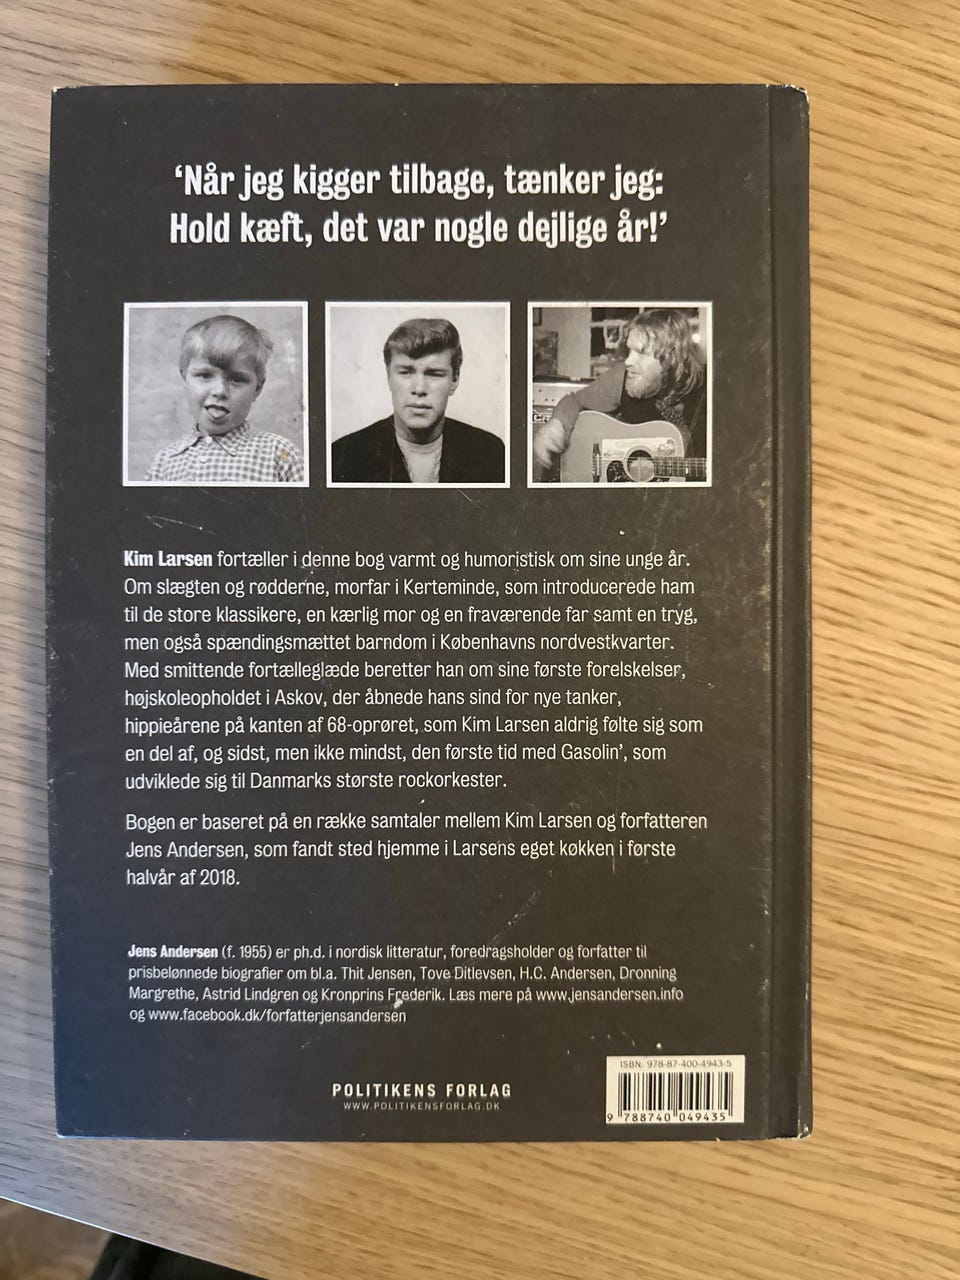 ‘Når jeg kigger tilbage, tænker jeg:
Hold kæft, det var nogle dejlige år!’
Kim Larsen fortæller i denne bog varmt og humoristisk om sine unge år.
Om slægten og rødderne, morfar i Kerteminde, som introducerede ham
til de store klassikere, en kærlig mor og en fraværende far samt en tryg,
men også spændingsmættet barndom i Københavns nordvestkvarter.
Med smittende fortælleglæde beretter han om sine første forelskelser,
højskoleopholdet i Askov, der åbnede hans sind for nye tanker,
hippieårene på kanten af 68-oprøret, som Kim Larsen aldrig følte sig som
en del af, og sidst, men ikke mindst, den første tid med Gasolin’, som
udviklede sig til Danmarks største rockorkester.
Bogen er baseret på en række samtaler mellem Kim Larsen og forfatteren
Jens Andersen, som fandt sted hjemme i Larsens eget køkken i første
halvår af 2018.
Jens Andersen (f. 1955) er ph.d. i nordisk litteratur, foredragsholder og forfatter til
prisbelønnede biografier om bl.a. Thit Jensen, Tove Ditlevsen, H.C. Andersen, Dronning
Margrethe, Astrid Lindgren og Kronprins Frederik. Læs mere på www.jensandersen.info
og www.facebook.dk/forfatterjensandersen
POLITIKENS FORLAG
WWW.POLITIKENSFORLAG.DK
ISBN: 978-87-400-4943-5
9 788740 049435